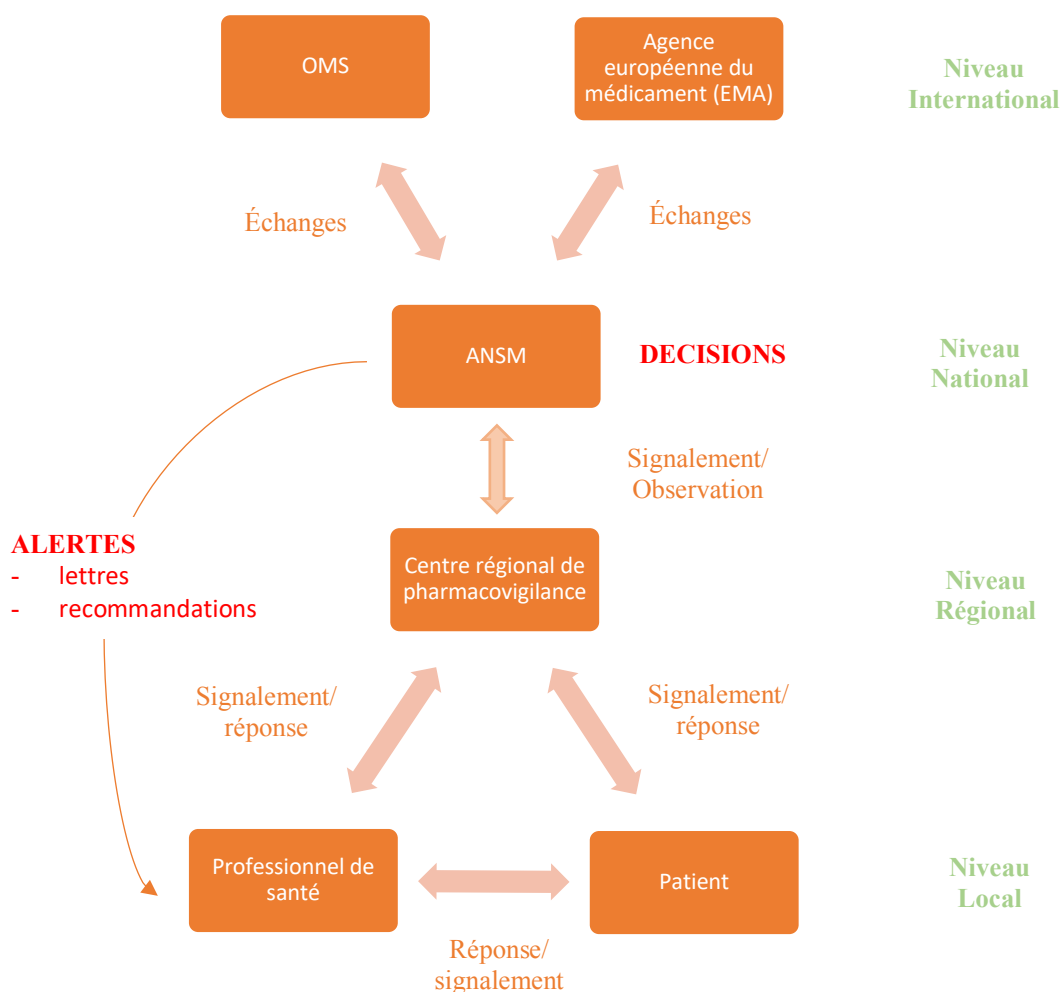 OMS
Agence
européenne du
médicament (EMA)
Niveau
International
Échanges
Échanges
ANSM
DECISIONS
Niveau
National
Signalement/
Observation
ALERTES
- lettres
- recommandations
Centre régional de
pharmacovigilance
Niveau
Régional
Signalement/
réponse
Signalement/
réponse
Professionnel de
santé
Patient
Niveau
Local
Réponse/
signalement